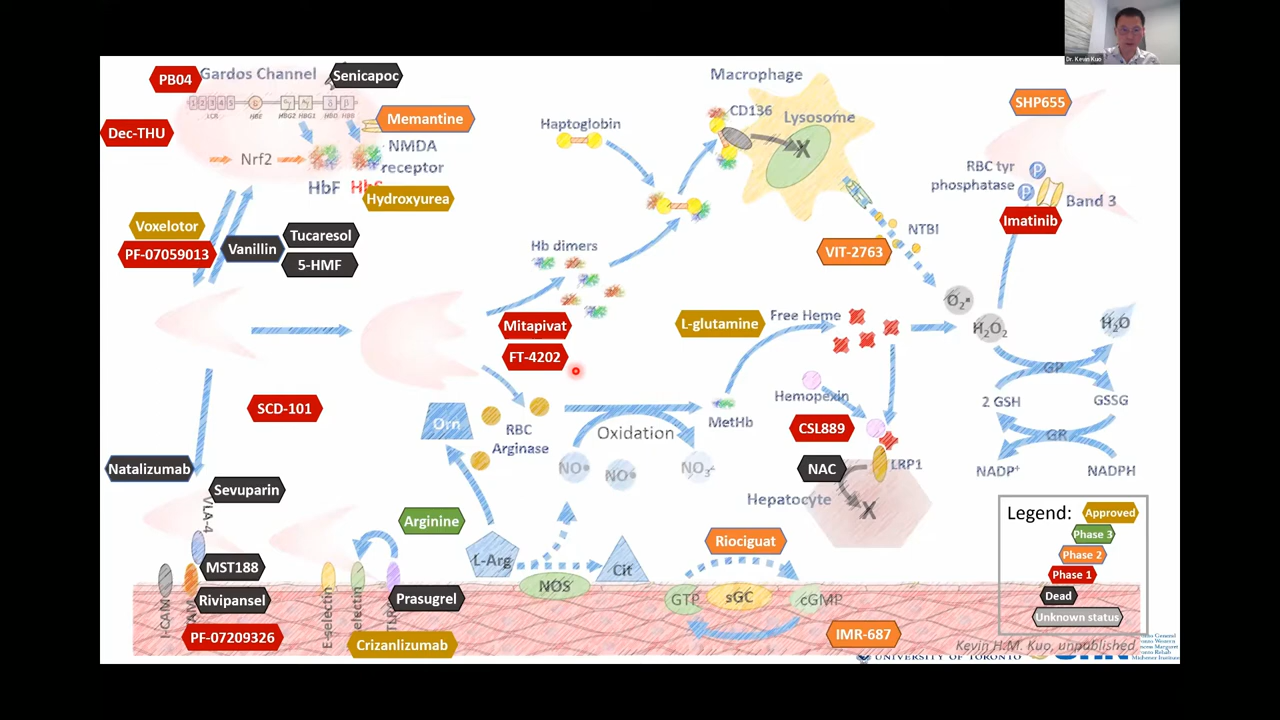 Dr. Kevin Kuo
PB04
Gardos Channel
Senicapoc
Macrophage
CD136
Lysosome
SHP655
Dec-THU
Memantine
Haptoglobin
Nrf2
NMDA
receptor
HbF
HbS
Hydroxyurea
RBC tyr
phosphatase
P
P
Band 3
Imatinib
Voxelotor
PF-07059013
Vanillin
Tucaresol
5-HMF
Hb dimers
NTBI
VIT-2763
X
O₂•
H₂O₂
H₂O
Mitapivat
FT-4202
L-glutamine
Free Heme
GP
Hemopexin
2 GSH
GSSG
SCD-101
Orn
RBC
Arginase
Oxidation
MetHb
CSL889
GR
NO•
NO•
NO₃-
NAC
LRP1
NADP⁺
NADPH
Natalizumab
Sevuparin
VLA-4
Hepatocyte
X
Arginine
Riociguat
L-Arg
Cit
NOS
GTP
sGC
cGMP
MST188
Rivipansel
Prasugrel
I-CAM
E-selectin
PF-07209326
Crizanlizumab
IMR-687
Legend:
Approved
Phase 3
Phase 2
Phase 1
Dead
Unknown status
Kevin H.M. Kuo, unpublished
UNIVERSITY OF TORONTO